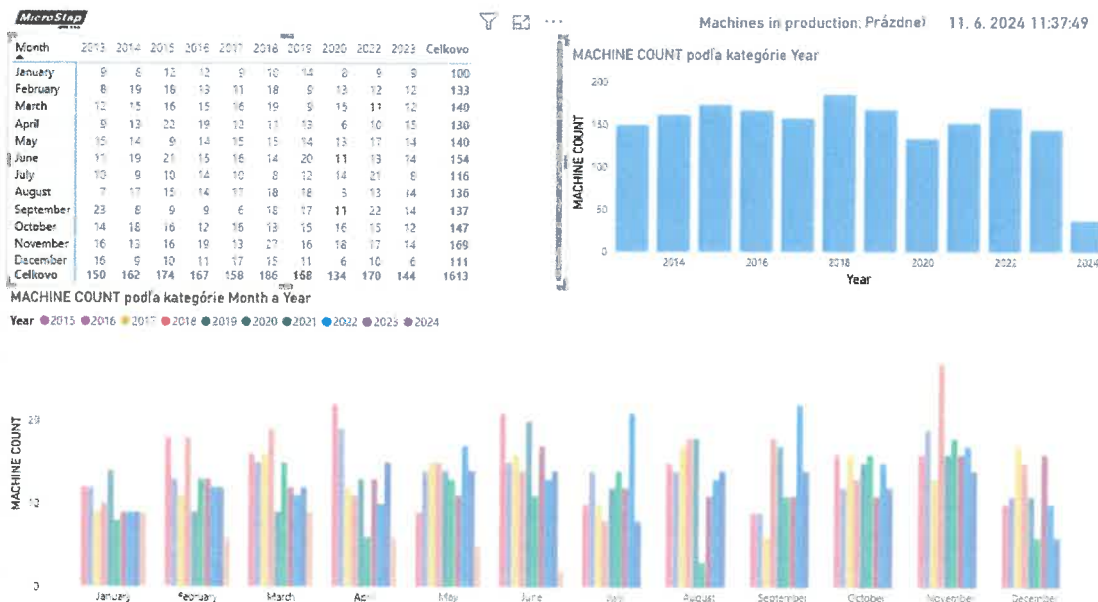 MicroStep
Machines in production: Prázdne) 11. 6. 2024 11:37:49
Month 2013 2014 2015 2016 2017 2018 2019 2020 2022 2023 Celkovo
January 9 8 12 12 9 10 14 8 9 9 100
February 8 19 18 13 11 18 9 13 12 12 133
March 12 15 16 15 16 19 9 15 11 12 140
April 9 13 22 19 12 11 13 6 10 15 130
May 15 14 9 14 15 15 14 13 17 14 140
June 11 19 21 15 16 14 20 11 13 14 154
July 10 9 10 14 10 8 12 14 21 8 116
August 7 17 15 14 17 18 18 3 13 14 136
September 23 8 9 9 6 18 17 11 22 14 137
October 14 18 16 12 16 13 15 16 15 12 147
November 16 13 16 19 13 27 16 18 17 14 169
December 16 9 10 11 17 15 11 6 10 6 111
Celkovo 150 162 174 167 158 186 168 134 170 144 1613
MACHINE COUNT podľa kategórie Year
MACHINE COUNT
200
150
100
50
0
2014 2016 2018 2020 2022 2024
Year
MACHINE COUNT podľa kategórie Month a Year
Year 2015 2016 2017 2018 2019 2020 2021 2022 2023 2024
MACHINE COUNT
20
10
0
January February March April May June July August September October November December